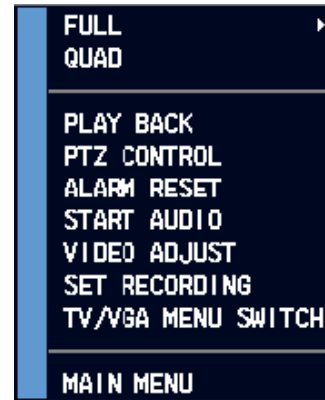 FULL
QUAD
PLAY BACK
PTZ CONTROL
ALARM RESET
START AUDIO
VIDEO ADJUST
SET RECORDING
TV/VGA MENU SWITCH
MAIN MENU